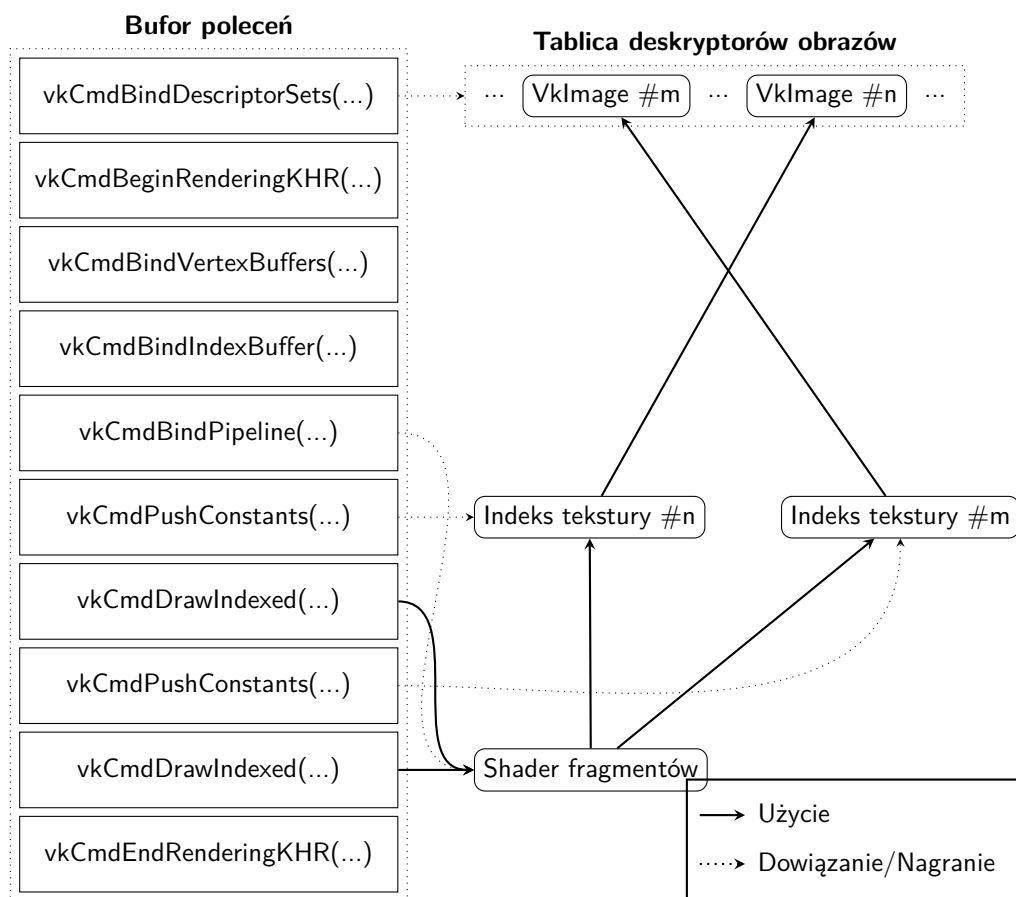 Bufor poleceń
vkCmdBindDescriptorSets(...)
vkCmdBeginRenderingKHR(...)
vkCmdBindVertexBuffers(...)
vkCmdBindIndexBuffer(...)
vkCmdBindPipeline(...)
vkCmdPushConstants(...)
vkCmdDrawIndexed(...)
vkCmdPushConstants(...)
vkCmdDrawIndexed(...)
vkCmdEndRenderingKHR(...)
Tablica deskryptorów obrazów
... VkImage #m ... VkImage #n ...
Indeks tekstury #n Indeks tekstury #m
Shader fragmentów
Użycie
Dowiązanie/Nagranie